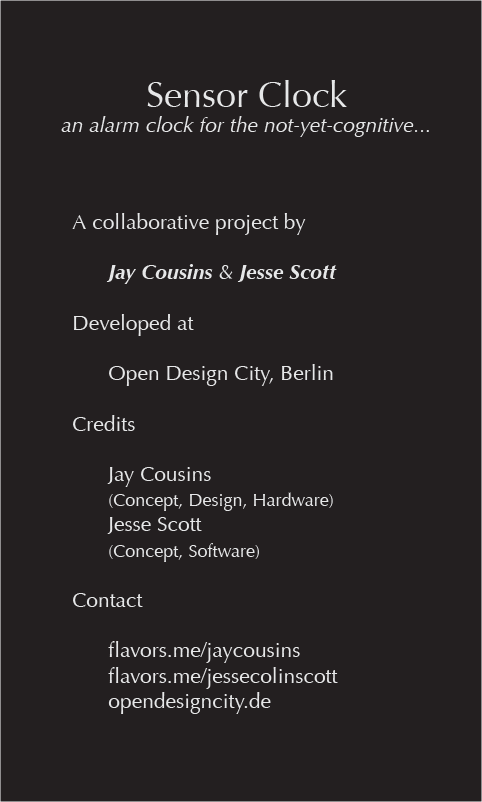 Sensor Clock
an alarm clock for the not-yet-cognitive...
A collaborative project by
Jay Cousins & Jesse Scott
Developed at
Open Design City, Berlin
Credits
Jay Cousins
(Concept, Design, Hardware)
Jesse Scott
(Concept, Software)
Contact
flavors.me/jaycousins
flavors.me/jessecolinscott
opendesigncity.de